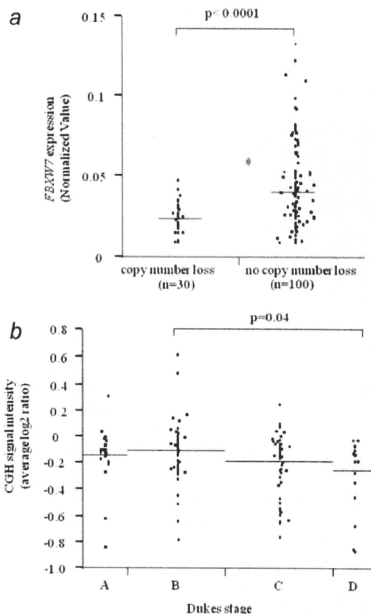 a
p< 0 0001
0.15
0.1
0.05
0
FBXW7 expression
(Normalized Value)
copy number loss
(n=30)
no copy number loss
(n=100)
b
p=0.04
0.8
0.6
0.4
0.2
0
-0.2
-0.4
-0.6
-0.8
-1.0
CGH signal intensity
(average log2 ratio)
A
B
C
D
Dukes stage